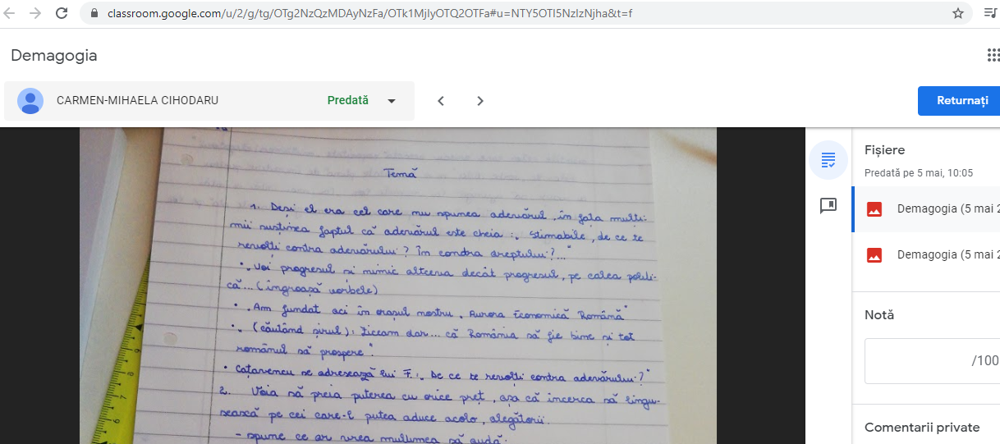 classroom.google.com/u/2/g/tg/OTg2NzQzMDAyNzFa/OTk1MjIyOTQ2OTFa#u=NTY5OTI5NzIzNjha&t=f
Demagogia
CARMEN-MIHAELA CIHODARU
Predată
Returnați
Temă
1. Deși el era cel care nu spunea adevărul, în fața mulți-
mii susținea faptul că adevărul este cheia: „Stimabile, de ce te
revolți contra adevărului? În condra dreptului?..."
• „Voi progresul și nimic altceva decât progresul, pe calea politi-
că...(îngroașă vorbele)
• „Am fundat aci în orașul nostru „Aurora Economică Română"
• „(căutând șirul): Ziceam dar... că România să fie bine și tot
românul să prospere".
• Cațavencu se adresează lui F.: „De ce te revolți contra adevărului?"
2. Voia să preia puterea cu orice preț, așa că încerca să lingu-
șească pe cei care-l putea aduce acolo, alegătorii.
- spune ce ar vrea mulțimea să audă.
Fișiere
Predată pe 5 mai, 10:05
Demagogia (5 mai 2
Demagogia (5 mai 2
Notă
/100
Comentarii private